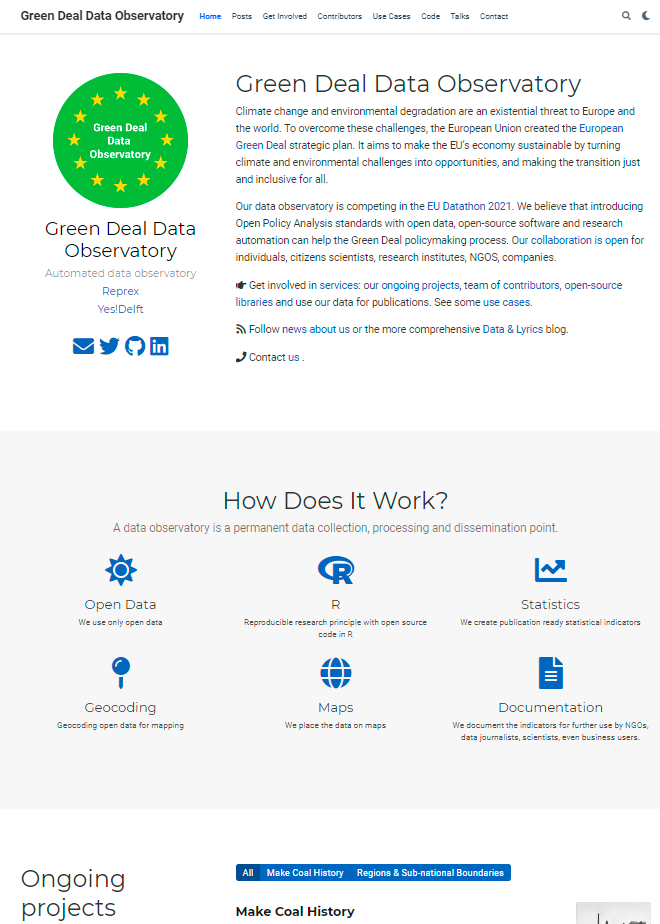 Green Deal Data Observatory Home Posts Get Involved Contributors Use Cases Code Talks Contact
Green Deal
Data
Observatory
Green Deal Data
Observatory
Automated data observatory
Reprex
Yes!Delft
Green Deal Data Observatory
Climate change and environmental degradation are an existential threat to Europe and
the world. To overcome these challenges, the European Union created the European
Green Deal strategic plan. It aims to make the EU's economy sustainable by turning
climate and environmental challenges into opportunities, and making the transition just
and inclusive for all.
Our data observatory is competing in the EU Datathon 2021. We believe that introducing
Open Policy Analysis standards with open data, open-source software and research
automation can help the Green Deal policymaking process. Our collaboration is open for
individuals, citizens scientists, research institutes, NGOS, companies.
Get involved in services: our ongoing projects, team of contributors, open-source
libraries and use our data for publications. See some use cases.
Follow news about us or the more comprehensive Data & Lyrics blog.
Contact us .
How Does It Work?
A data observatory is a permanent data collection, processing and dissemination point.
Open Data
We use only open data
R
Reproducible research principle with open source
code in R
Statistics
We create publication ready statistical indicators
Geocoding
Geocoding open data for mapping
Maps
We place the data on maps
Documentation
We document the indicators for further use by NGOs,
data journalists, scientists, even business users.
Ongoing
projects
All Make Coal History Regions & Sub-national Boundaries
Make Coal History